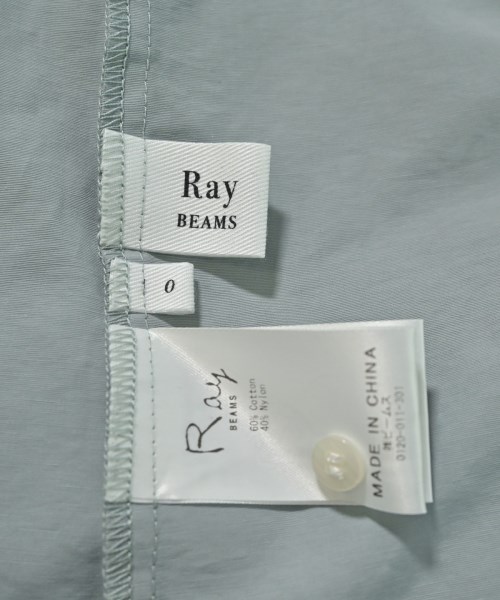 Ray
BEAMS
0
Ray
BEAMS
60% Cotton
40% Nylon
MADE IN CHINA
㈱ビームス
0120-011-301